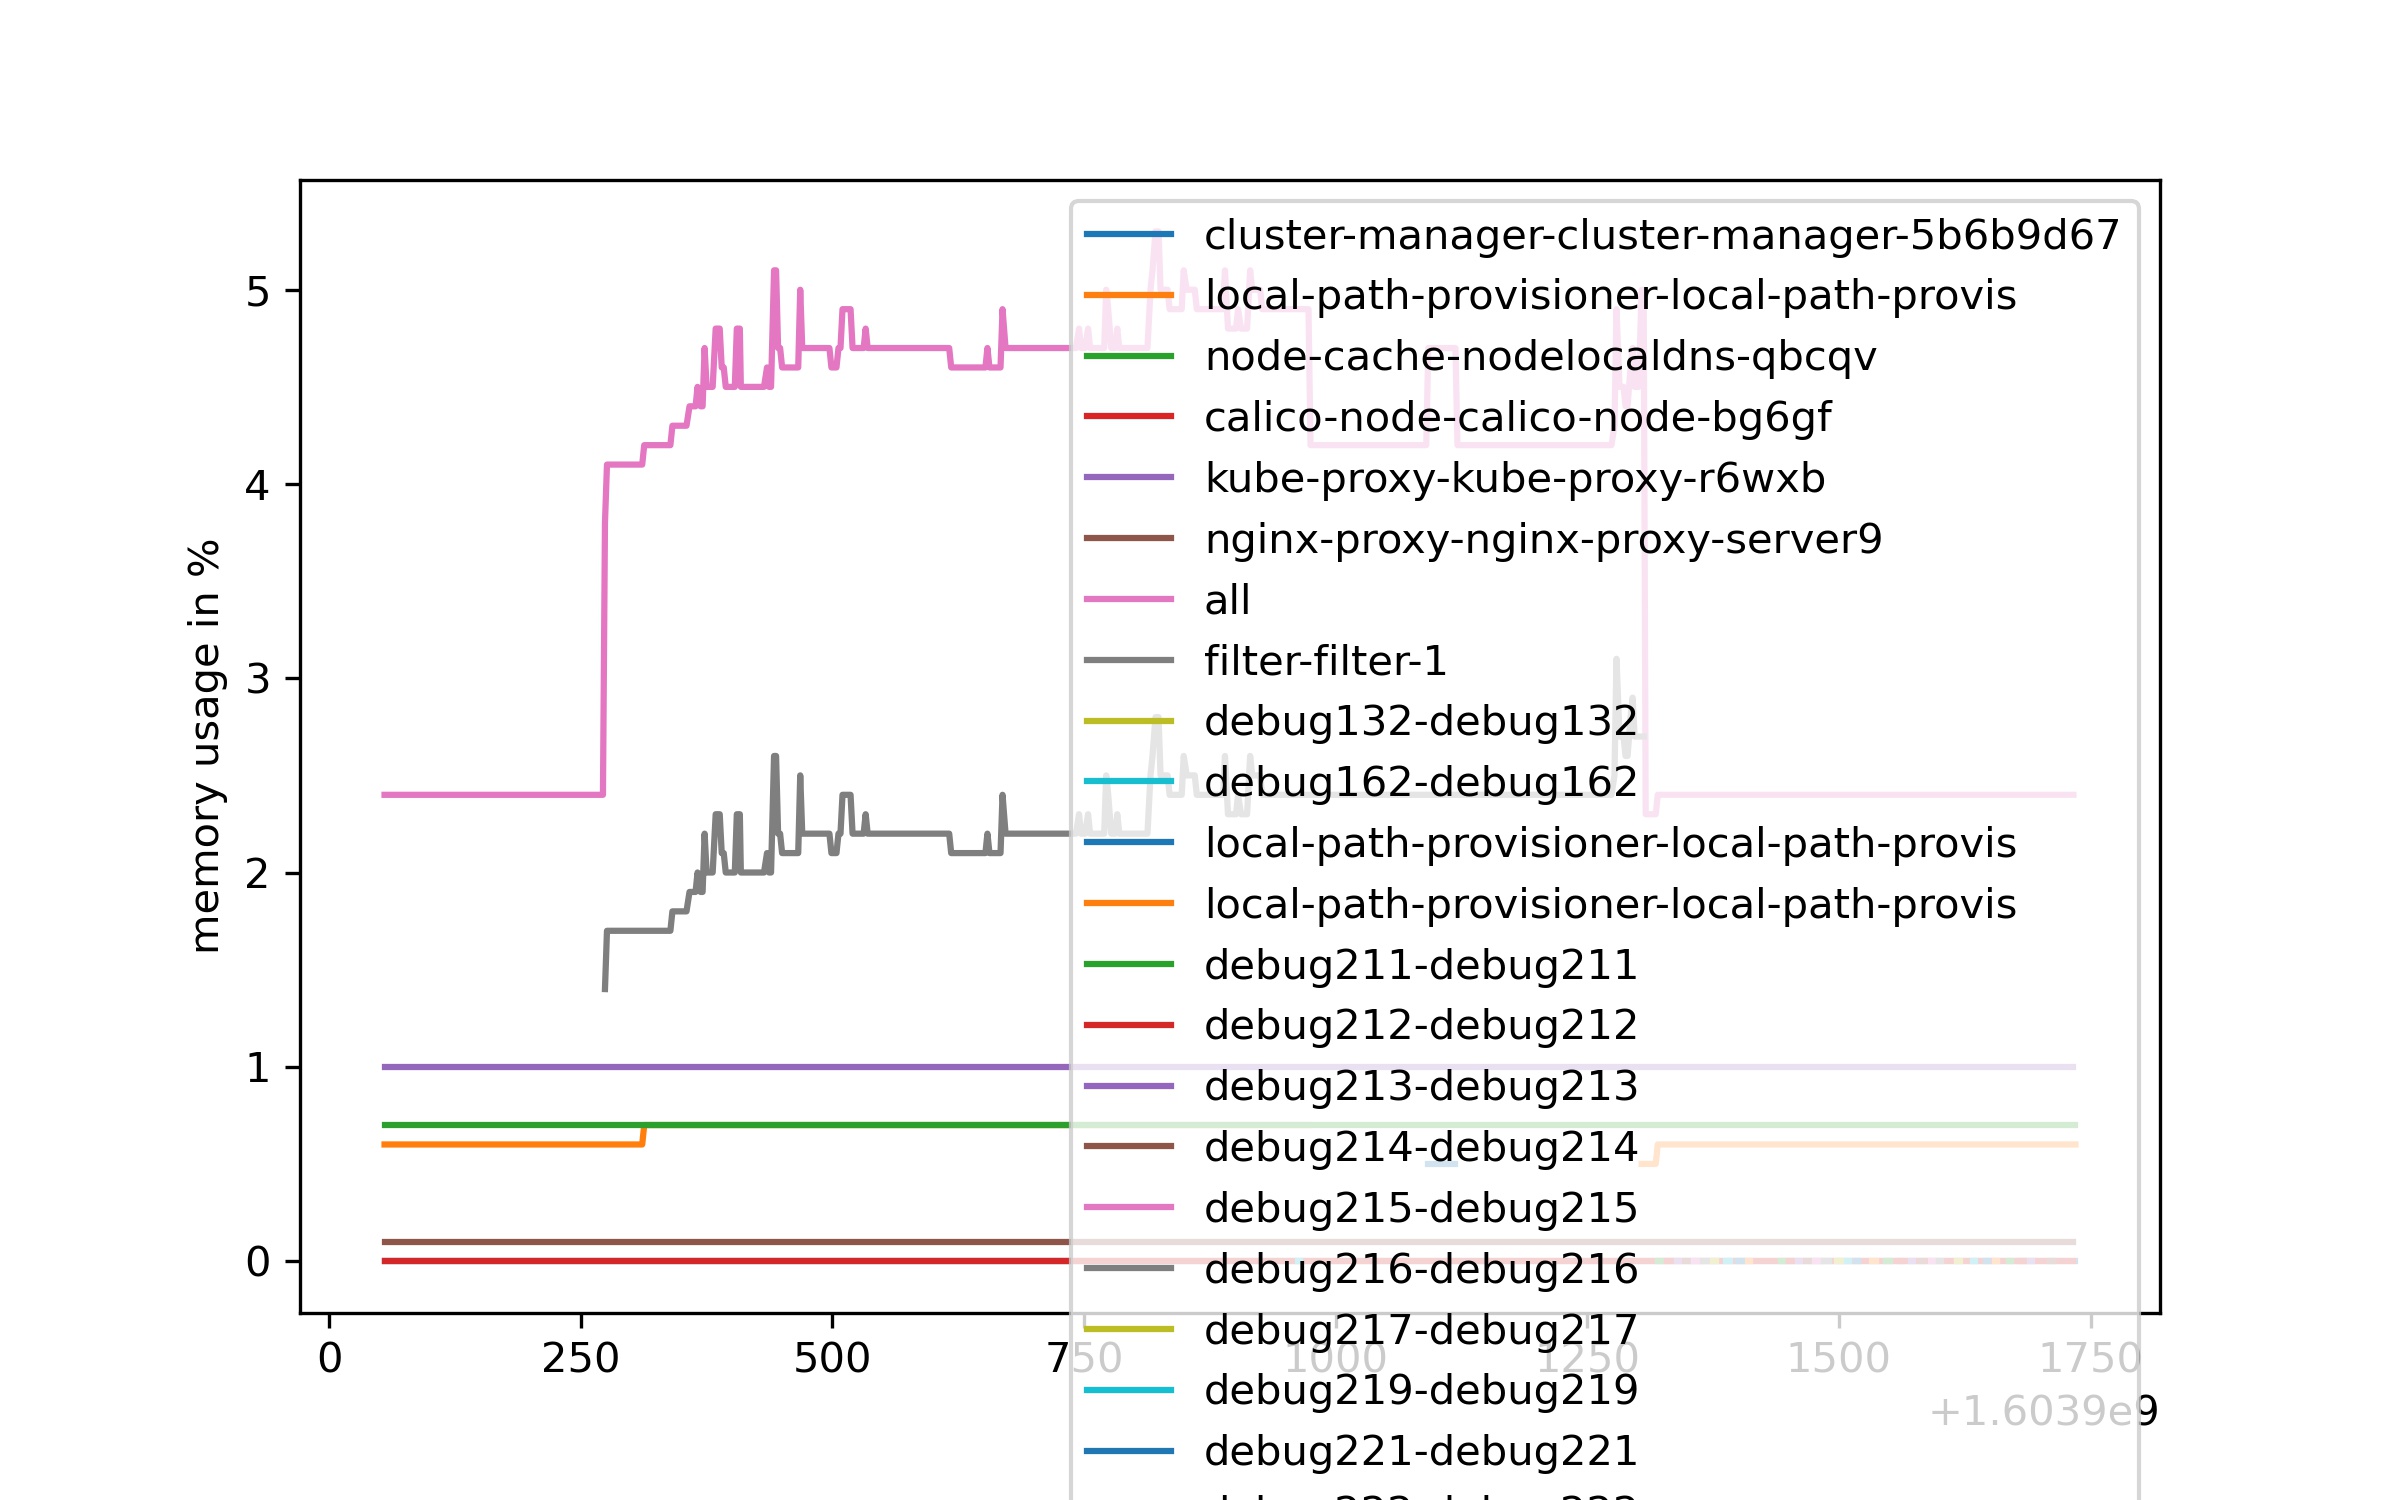 cluster-manager-cluster-manager-5b6b9d67
local-path-provisioner-local-path-provis
node-cache-nodelocaldns-qbcqv
calico-node-calico-node-bg6gf
kube-proxy-kube-proxy-r6wxb
nginx-proxy-nginx-proxy-server9
all
filter-filter-1
debug132-debug132
debug162-debug162
local-path-provisioner-local-path-provis
local-path-provisioner-local-path-provis
debug211-debug211
debug212-debug212
debug213-debug213
debug214-debug214
debug215-debug215
debug216-debug216
debug217-debug217
debug219-debug219
debug221-debug221
memory usage in %
5
4
3
2
1
0
0 250 500 750 1000 1250 1500 1750
+1.6039e9